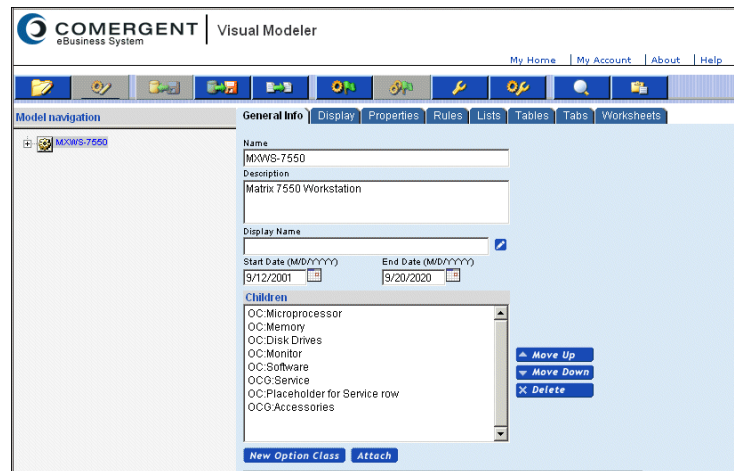 COMERGENT
eBusiness System
Visual Modeler
My Home | My Account | About | Help
Model navigation
General Info Display Properties Rules Lists Tables Tabs Worksheets
MXWS-7550
Name
MXWS-7550
Description
Matrix 7550 Workstation
Display Name
Start Date (M/D/YYYY) End Date (M/D/YYYY)
9/12/2001 9/20/2020
Children
OC:Microprocessor
OC:Memory
OC:Disk Drives
OC:Monitor
OC:Software
OCG:Service
OC:Placeholder for Service row
OCG:Accessories
Move Up
Move Down
Delete
New Option Class Attach